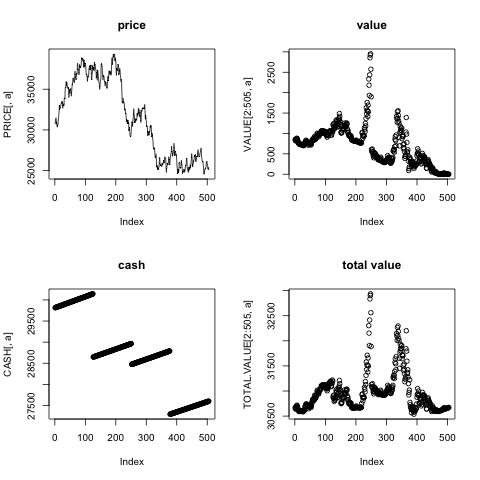 price
value
PRICE[, a]
25000 30000 35000
0 100 200 300 400 500
Index
VALUE[2:505, a]
0 500 1500 2500
0 100 200 300 400 500
Index
cash
total value
CASH[, a]
27500 28500 29500
0 100 200 300 400 500
Index
TOTAL.VALUE[2:505, a]
30500 31500 32500
0 100 200 300 400 500
Index